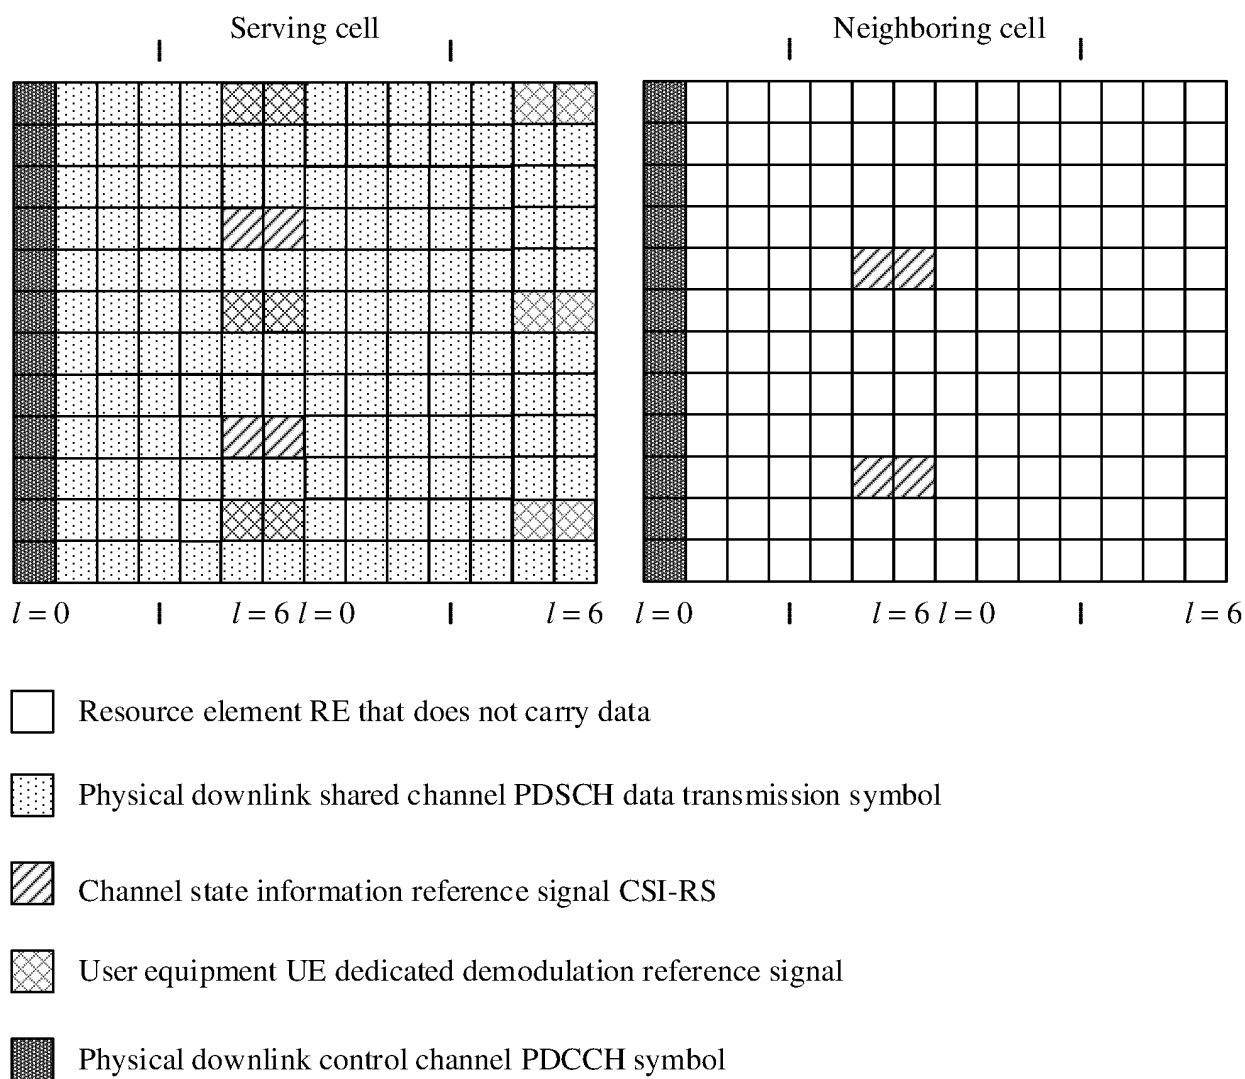 Serving cell
Neighboring cell
l = 0
l = 6 l = 0
l = 6
l = 0
l = 6 l = 0
l = 6
Resource element RE that does not carry data
Physical downlink shared channel PDSCH data transmission symbol
Channel state information reference signal CSI-RS
User equipment UE dedicated demodulation reference signal
Physical downlink control channel PDCCH symbol